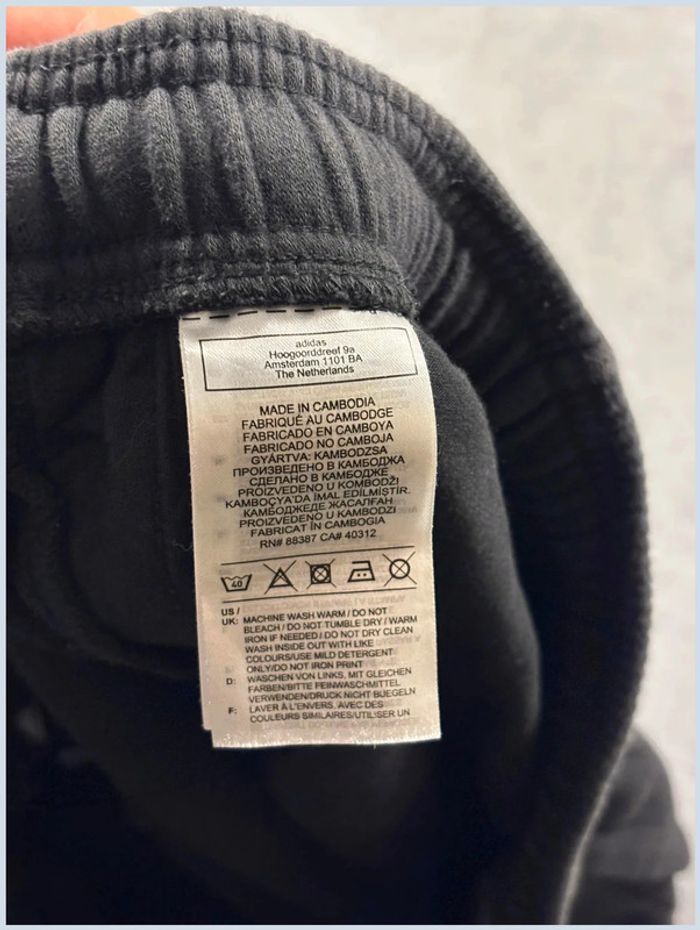 adidas
Hoogoorddreef 9a
Amsterdam 1101 BA
The Netherlands
MADE IN CAMBODIA
FABRIQUÉ AU CAMBODGE
FABRICADO EN CAMBOYA
FABRICADO NO CAMBOJA
GYÁRTVA: KAMBODZSA
ПРОИЗВЕДЕНО В КАМБОДЖА
СДЕЛАНО В КАМБОДЖЕ
PROIZVEDENO U KOMBODŽI
KAMBOÇYA'DA İMAL EDİLMİŞTİR.
КАМБОДЖЕДЕ ЖАСАЛҒАН
PROIZVEDENO U KAMBODZI
FABRICAT ÎN CAMBOGIA
RN# 88387 CA# 40312
40
US /
UK: MACHINE WASH WARM / DO NOT
BLEACH / DO NOT TUMBLE DRY / WARM
IRON IF NEEDED / DO NOT DRY CLEAN
WASH INSIDE OUT WITH LIKE
COLOURS/USE MILD DETERGENT
ONLY/DO NOT IRON PRINT
D: WASCHEN VON LINKS, MIT GLEICHEN
FARBEN/BITTE FEINWASCHMITTEL
VERWENDEN/DRUCK NICHT BUEGELN
F: LAVER À L'ENVERS, AVEC DES
COULEURS SIMILAIRES/UTILISER UN